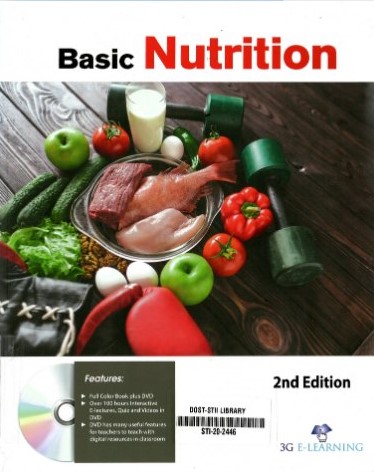 Basic Nutrition
2nd Edition
Features:
Full Color Book plus DVD
Over 100 hours Interactive
E-lectures, Quiz and Videos in
DVD
DVD has many useful features
for teachers to teach with
digital resources in classroom
DOST-STII LIBRARY
STI-20-2446
3G E-LEARNING